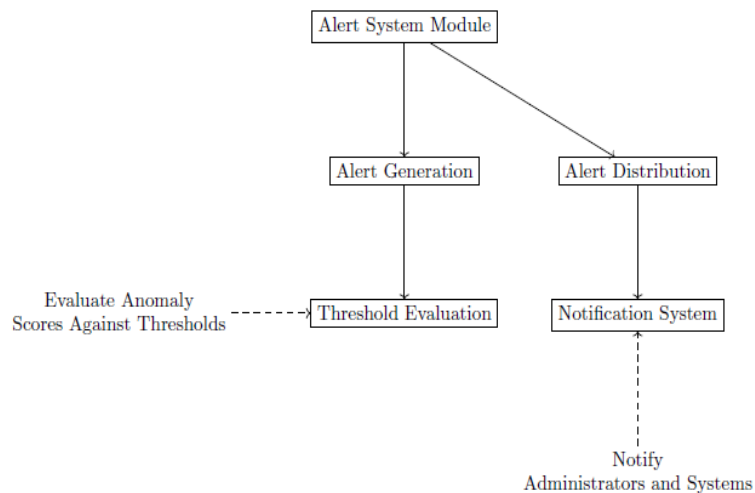 Alert System Module
Alert Generation
Alert Distribution
Evaluate Anomaly
Scores Against Thresholds
Threshold Evaluation
Notification System
Notify
Administrators and Systems